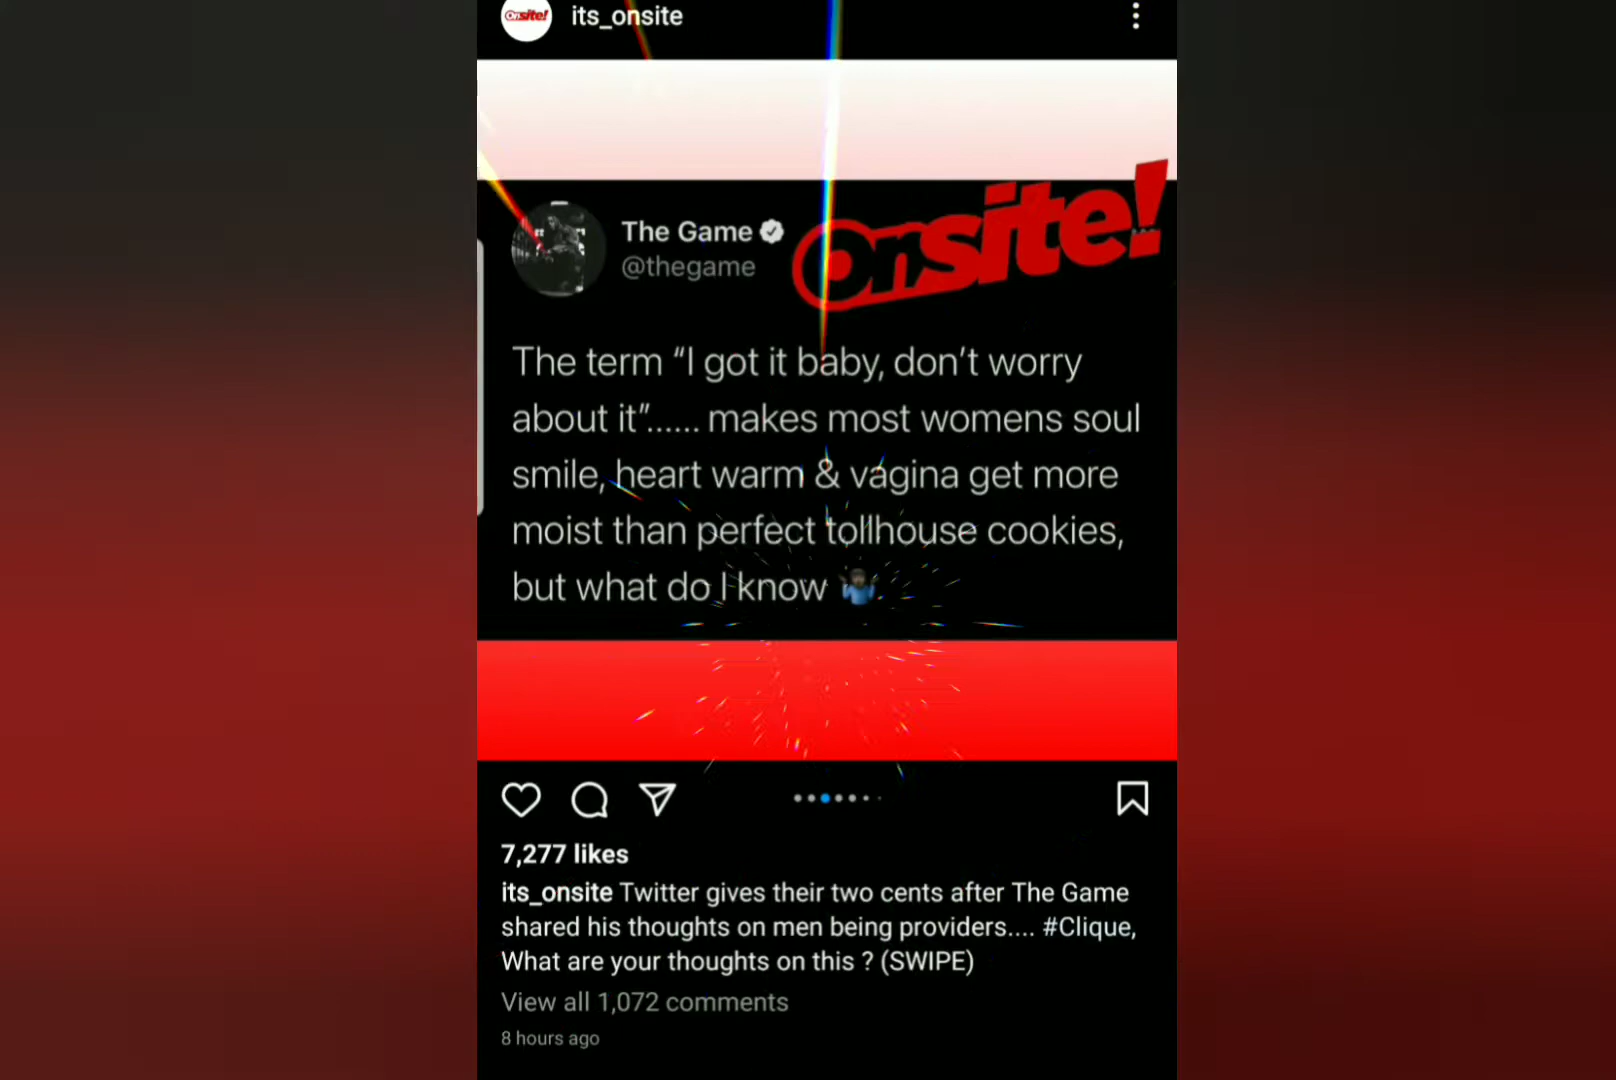 Onsite!
its_onsite
The Game
@thegame
Onsite!
The term “I got it baby, don’t worry
about it”...... makes most womens soul
smile, heart warm & vagina get more
moist than perfect tollhouse cookies,
but what do I know 🤷🏿‍♂️.
7,277 likes
its_onsite Twitter gives their two cents after The Game
shared his thoughts on men being providers.... #Clique,
What are your thoughts on this ? (SWIPE)
View all 1,072 comments
8 hours ago